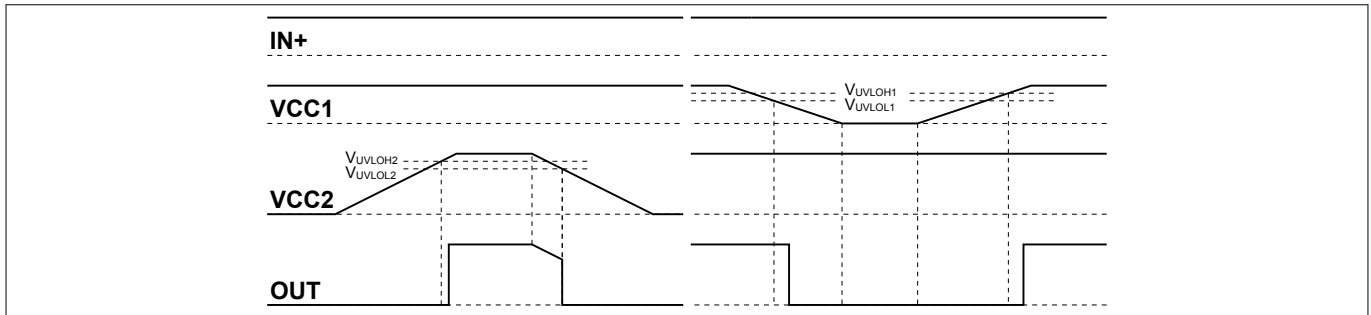 IN+
VUVLOH1
VUVLOL1
VCC1
VUVLOH2
VUVLOL2
VCC2
OUT